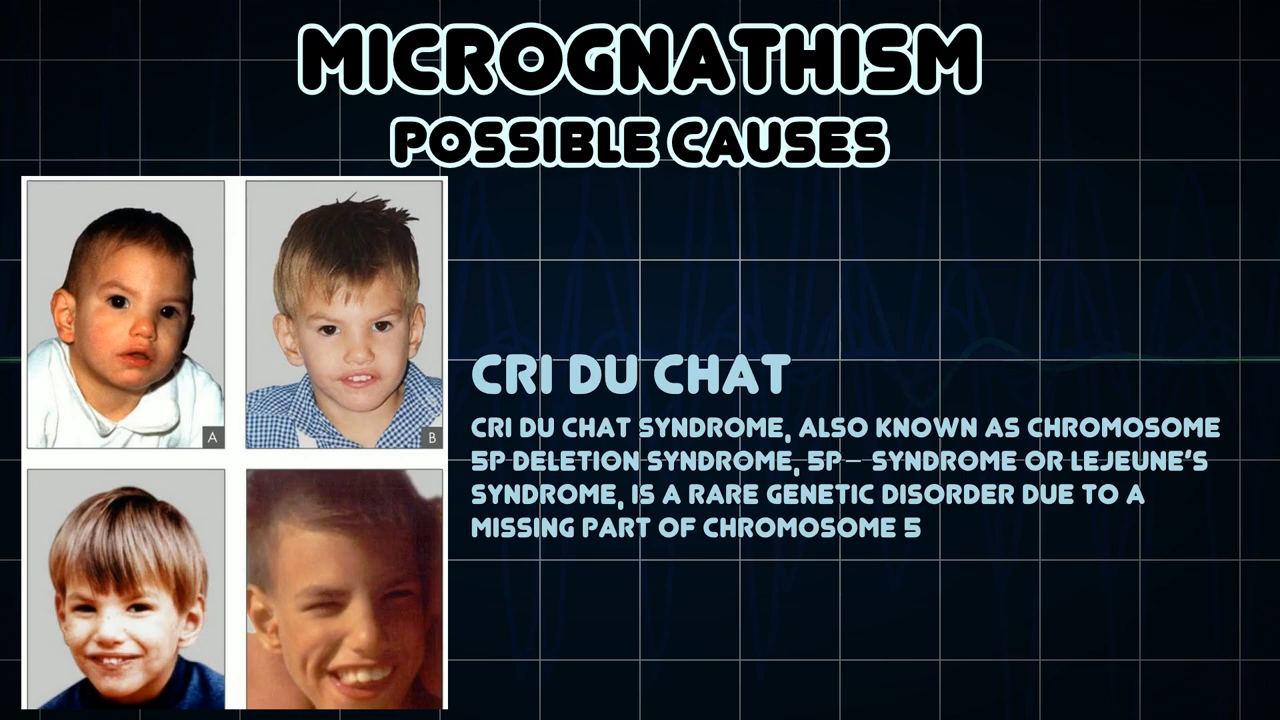 MICROGNATHISM
POSSIBLE CAUSES
A
B
CRI DU CHAT
CRI DU CHAT SYNDROME, ALSO KNOWN AS CHROMOSOME
5P DELETION SYNDROME, 5P− SYNDROME OR LEJEUNE'S
SYNDROME, IS A RARE GENETIC DISORDER DUE TO A
MISSING PART OF CHROMOSOME 5